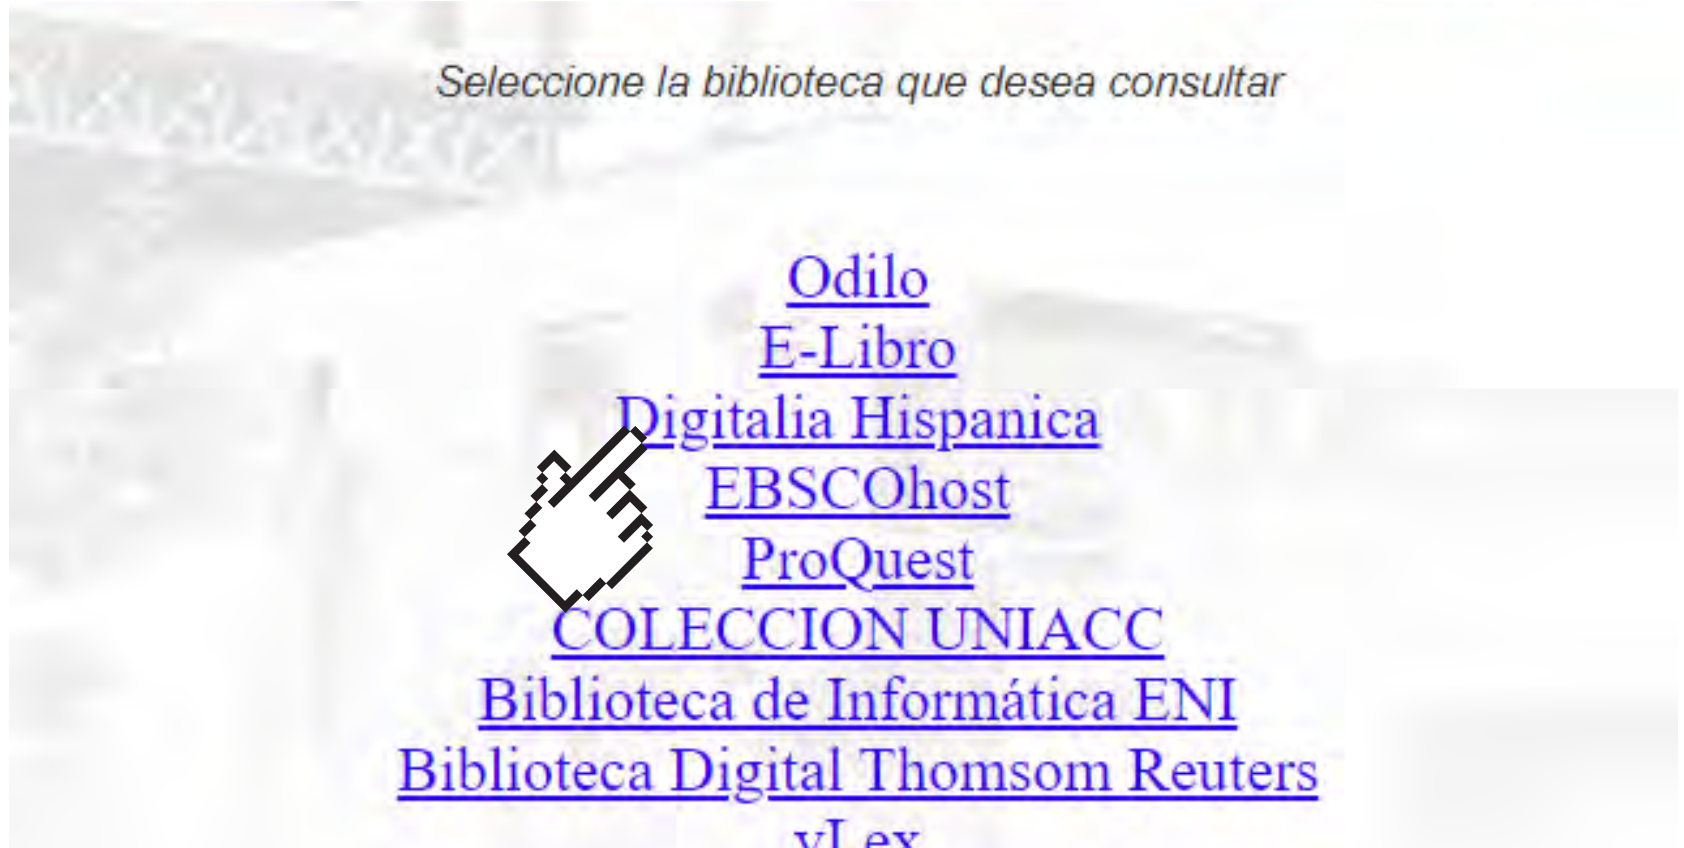 Seleccione la biblioteca que desea consultar
Odilo
E-Libro
Digitalia Hispanica
EBSCOhost
ProQuest
COLECCION UNIACC
Biblioteca de Informática ENI
Biblioteca Digital Thomsom Reuters
vLex